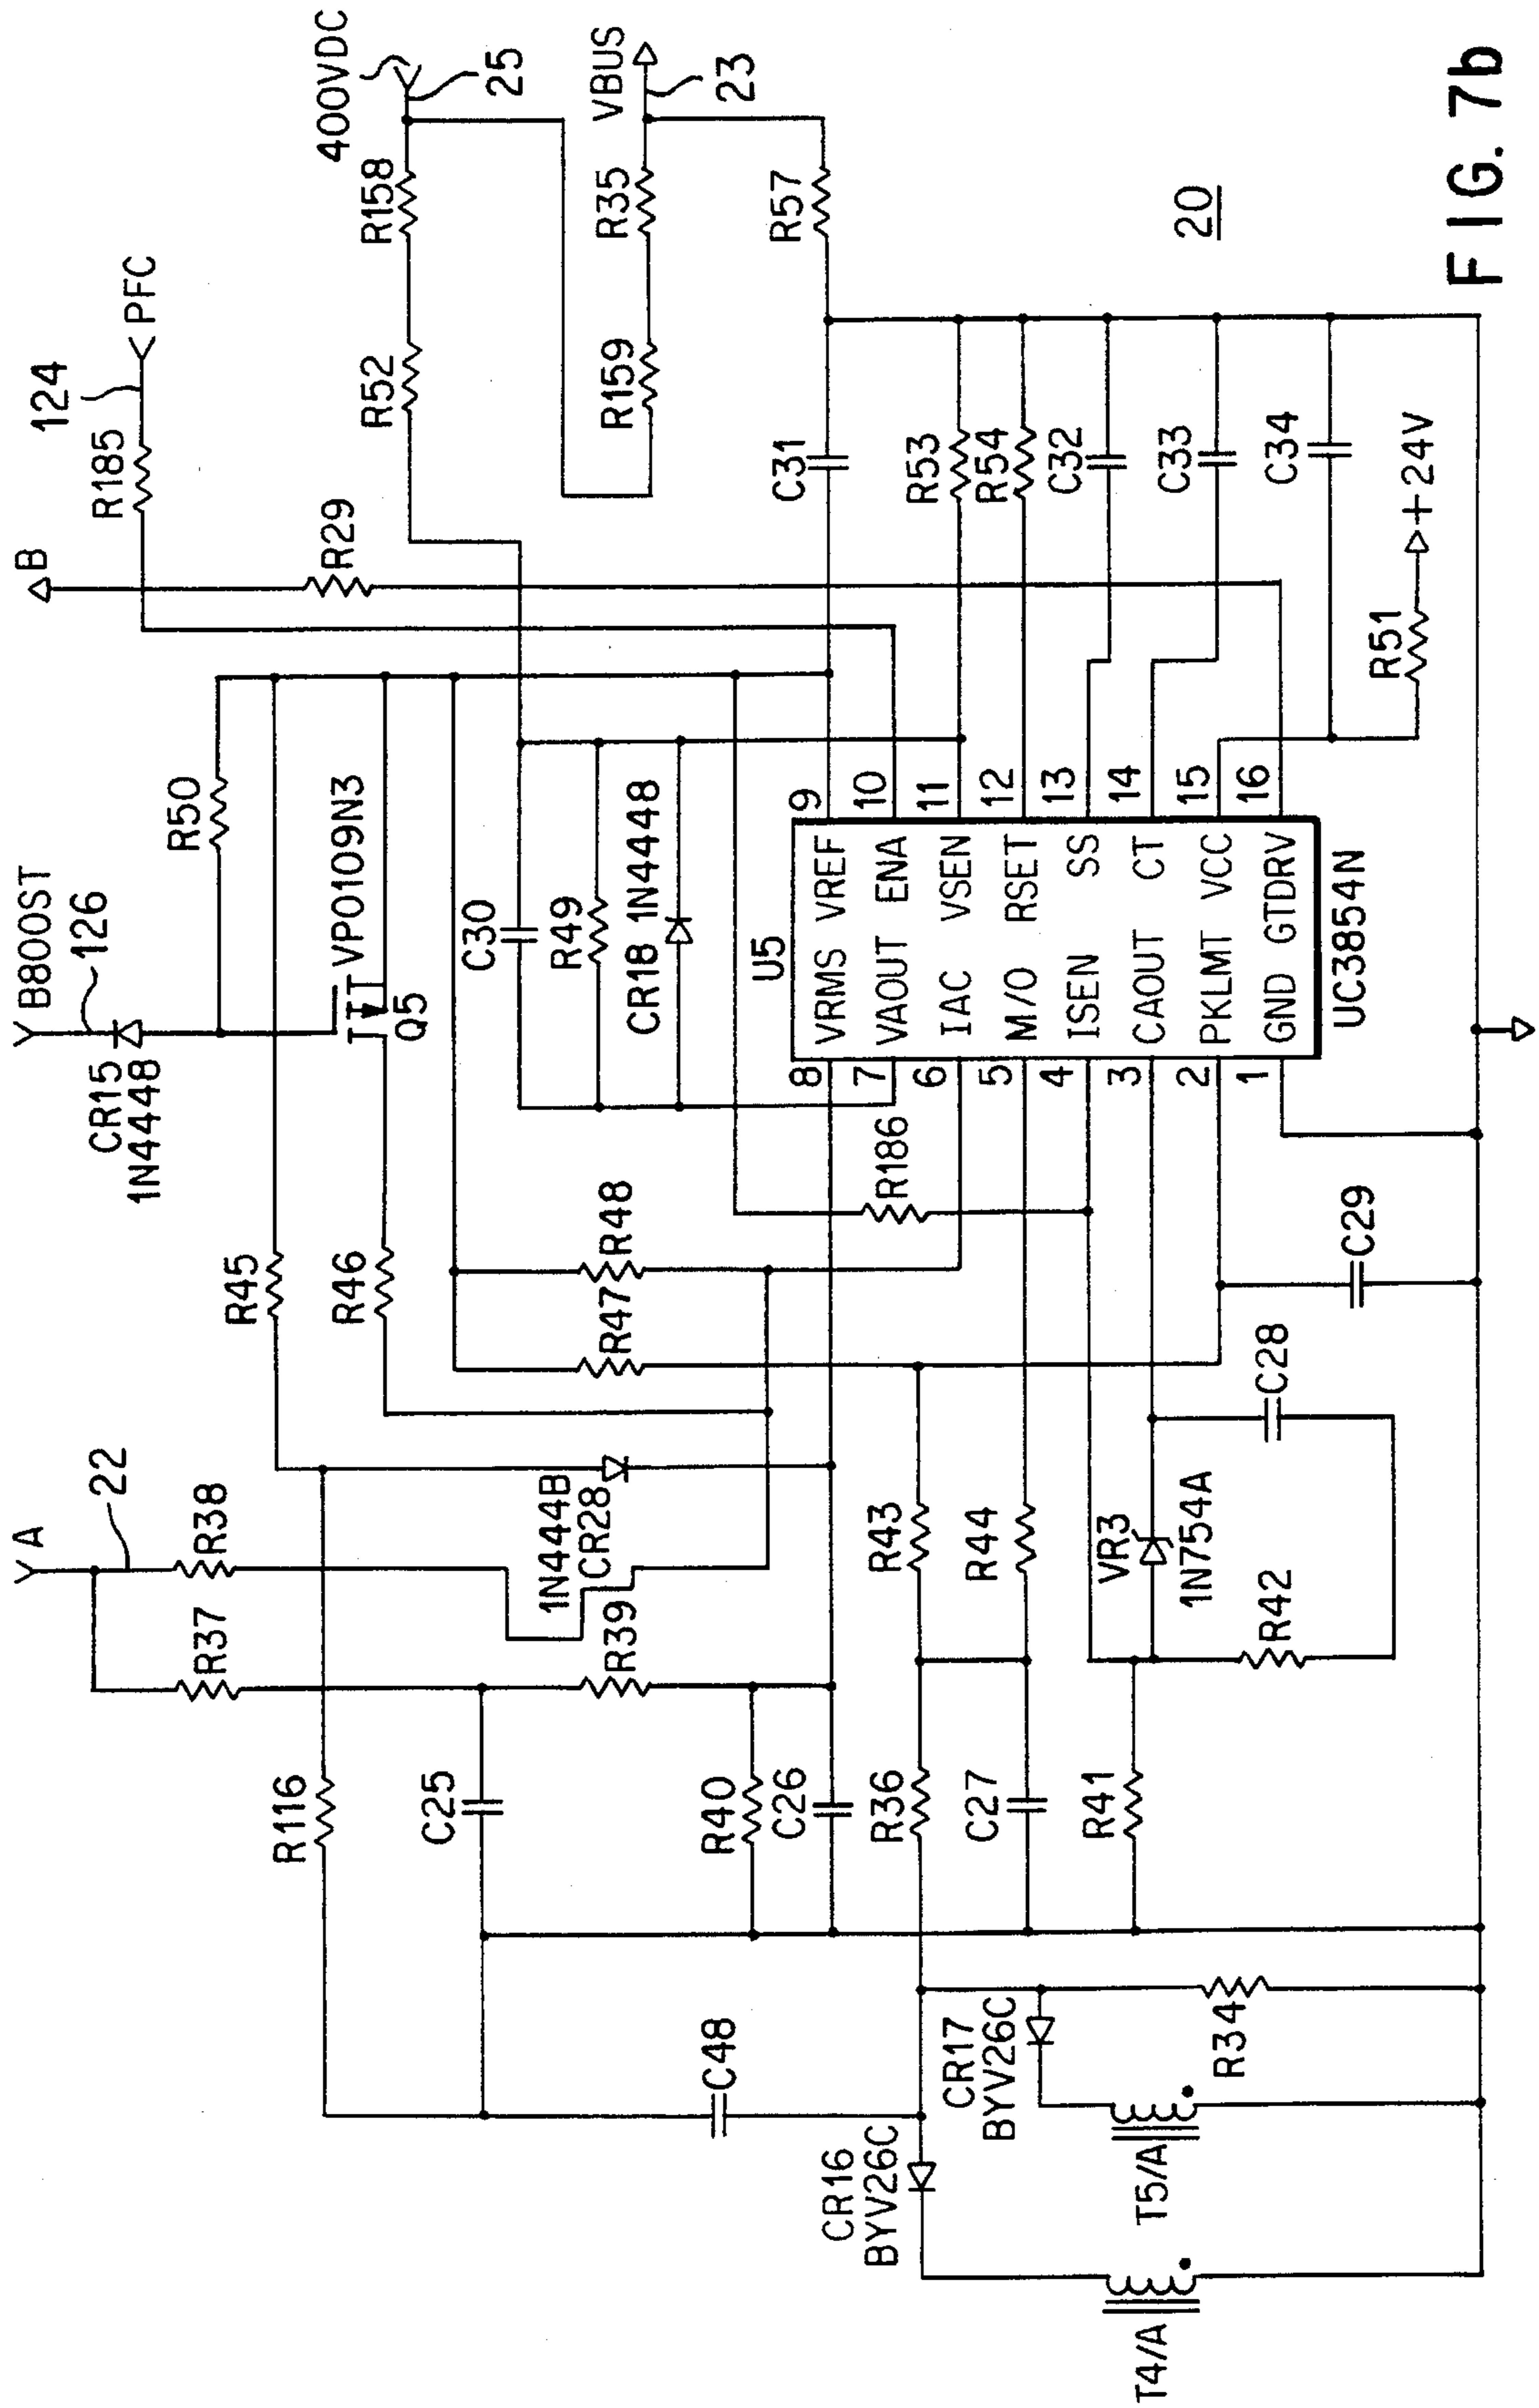 B800ST
126
CR15
1N4448
B
R185
124
PFC
400VDC
25
R158
R52
R29
R50
VP0109N3
Q5
R45
R46
A
22
R37
R38
R116
VBUS
23
R35
R159
R57
C30
R49
CR18 1N4448
R48
R47
1N444B
CR28
R39
C25
C48
R40
C26
C31
R186
U5
8 VRMS VREF 9
7 VAOUT ENA 10
6 IAC VSEN 11
5 M/O RSET 12
4 ISEN SS 13
3 CAOUT CT 14
2 PKLMT VCC 15
1 GND GTDRV 16
UC3854N
R53
R54
C32
C33
C34
R51
+24V
R43
R44
R36
C27
R41
VR3
1N754A
R42
C28
C29
CR16
BYV26C
CR17
BYV26C
R34
T5/A
T4/A
20
FIG. 7b